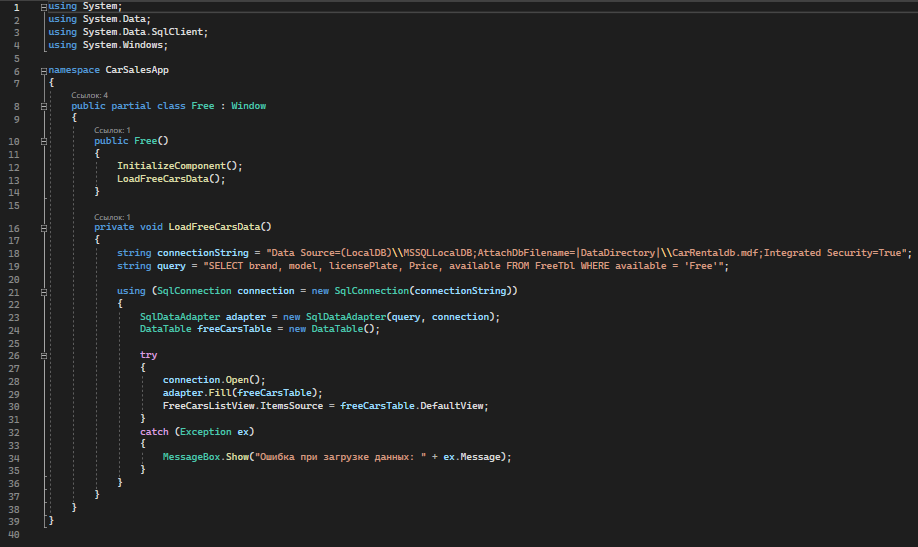 1 using System;
2 using System.Data;
3 using System.Data.SqlClient;
4 using System.Windows;
5
6 namespace CarSalesApp
7 {
Ссылок: 4
8 public partial class Free : Window
9 {
Ссылок: 1
10 public Free()
11 {
12 InitializeComponent();
13 LoadFreeCarsData();
14 }
15
Ссылок: 1
16 private void LoadFreeCarsData()
17 {
18 string connectionString = "Data Source=(LocalDB)\\MSSQLLocalDB;AttachDbFilename=|DataDirectory|\\CarRentaldb.mdf;Integrated Security=True";
19 string query = "SELECT brand, model, licensePlate, Price, available FROM FreeTbl WHERE available = 'Free'";
20
21 using (SqlConnection connection = new SqlConnection(connectionString))
22 {
23 SqlDataAdapter adapter = new SqlDataAdapter(query, connection);
24 DataTable freeCarsTable = new DataTable();
25
26 try
27 {
28 connection.Open();
29 adapter.Fill(freeCarsTable);
30 FreeCarsListView.ItemsSource = freeCarsTable.DefaultView;
31 }
32 catch (Exception ex)
33 {
34 MessageBox.Show("Ошибка при загрузке данных: " + ex.Message);
35 }
36 }
37 }
38 }
39 }
40